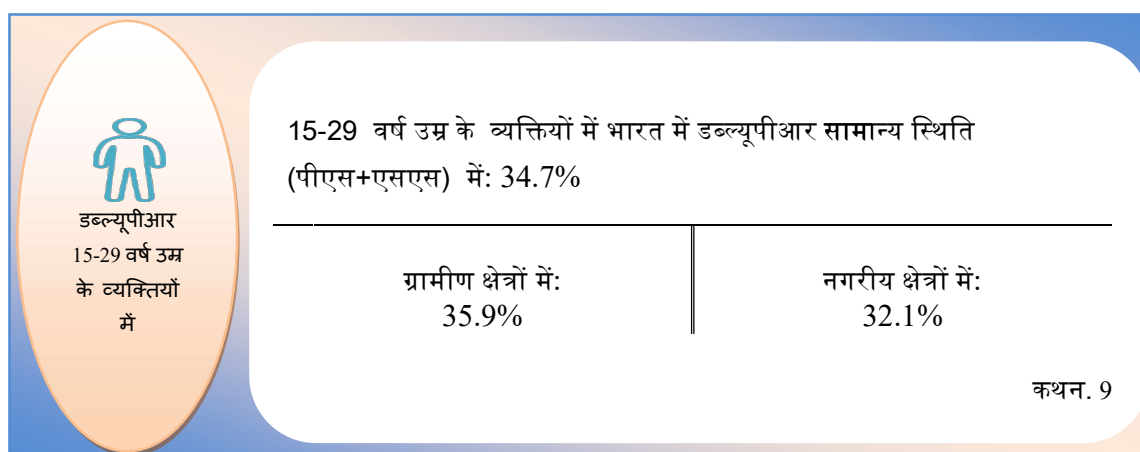 डब्ल्यूपीआर
15-29 वर्ष उम्र
के व्यक्तियों
में
15-29 वर्ष उम्र के व्यक्तियों में भारत में डब्ल्यूपीआर सामान्य स्थिति
(पीएस+एसएस) में: 34.7%
ग्रामीण क्षेत्रों में:
35.9%
नगरीय क्षेत्रों में:
32.1%
कथन. 9